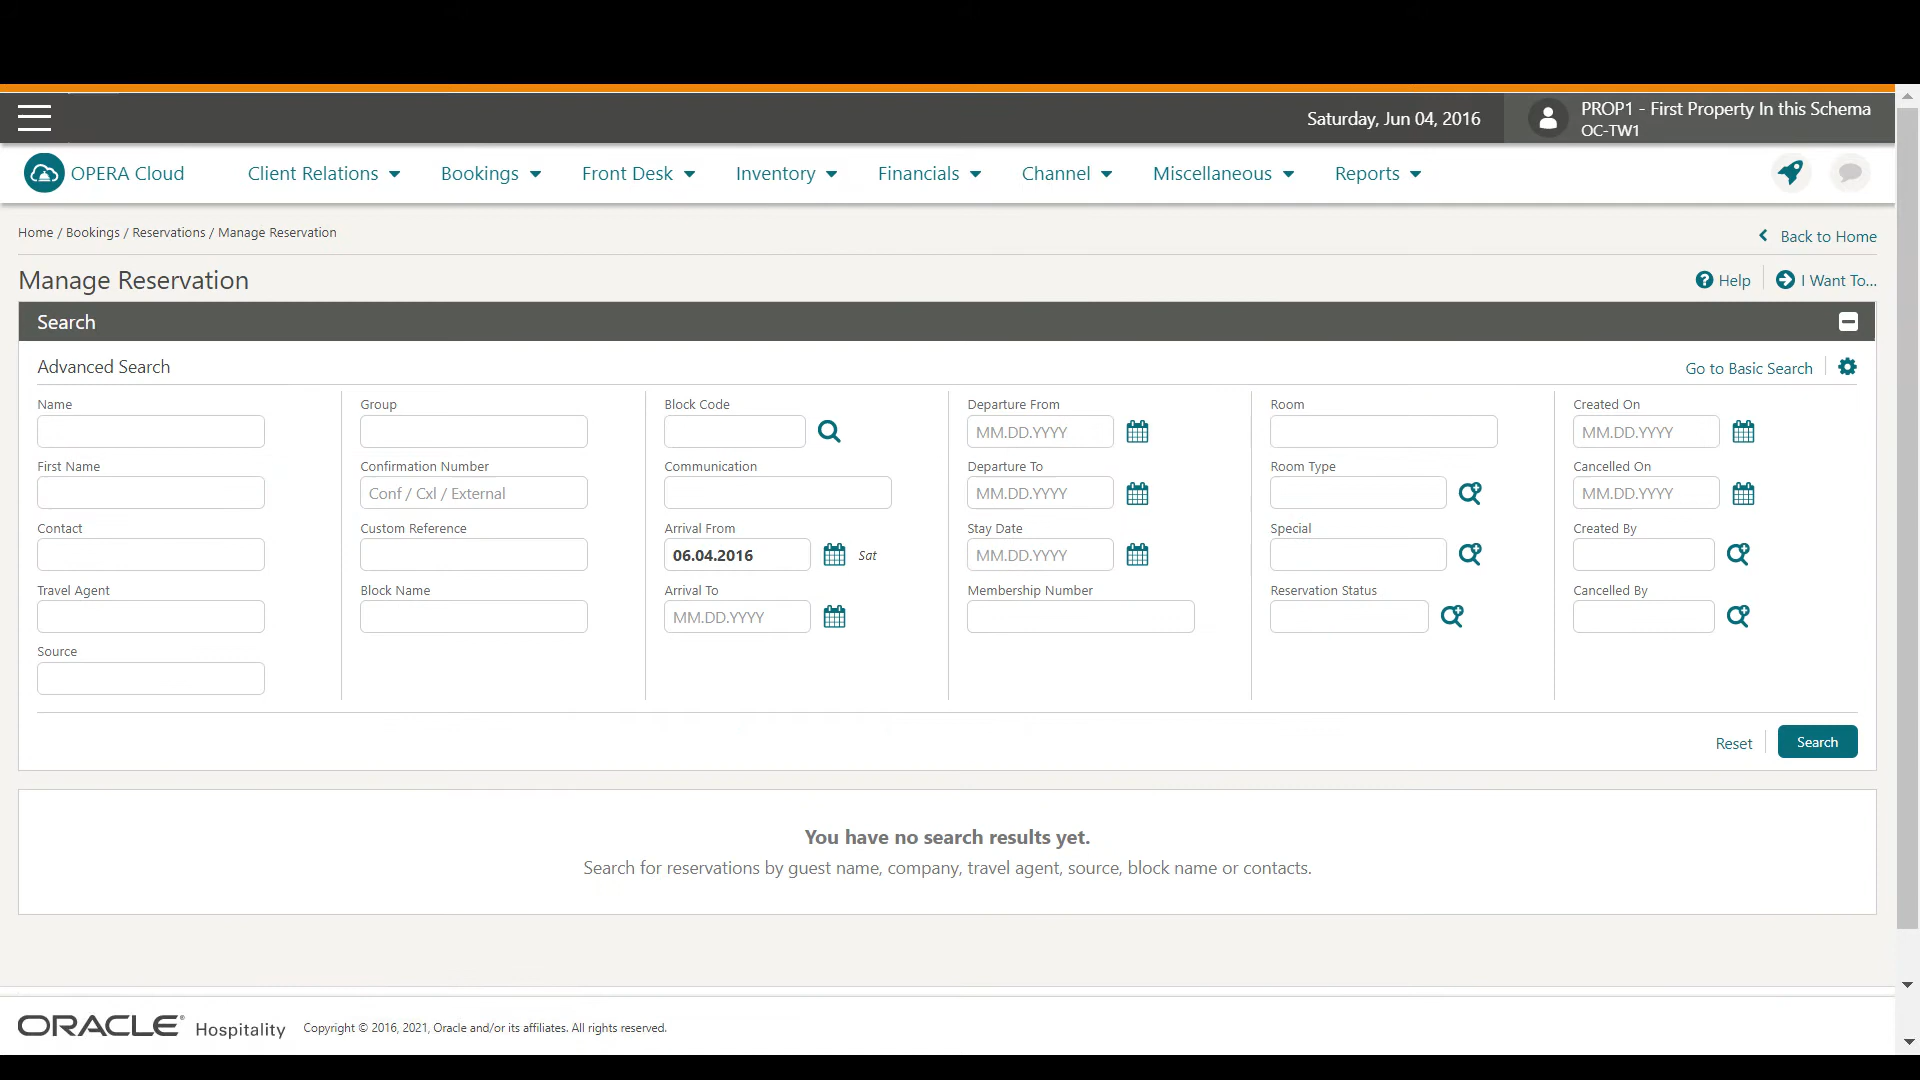 Saturday, Jun 04, 2016
PROP1 - First Property In this Schema
OC-TW1
OPERA Cloud
Client Relations
Bookings
Front Desk
Inventory
Financials
Channel
Miscellaneous
Reports
Home / Bookings / Reservations / Manage Reservation
Back to Home
Manage Reservation
Help
I Want To...
Search
Advanced Search
Go to Basic Search
Name
Group
Block Code
Departure From
MM.DD.YYYY
Room
Created On
MM.DD.YYYY
First Name
Confirmation Number
Conf / Cxl / External
Communication
Departure To
MM.DD.YYYY
Room Type
Cancelled On
MM.DD.YYYY
Contact
Custom Reference
Arrival From
06.04.2016
Sat
Stay Date
MM.DD.YYYY
Special
Created By
Travel Agent
Block Name
Arrival To
MM.DD.YYYY
Membership Number
Reservation Status
Cancelled By
Source
Reset
Search
You have no search results yet.
Search for reservations by guest name, company, travel agent, source, block name or contacts.
ORACLE® Hospitality
Copyright © 2016, 2021, Oracle and/or its affiliates. All rights reserved.